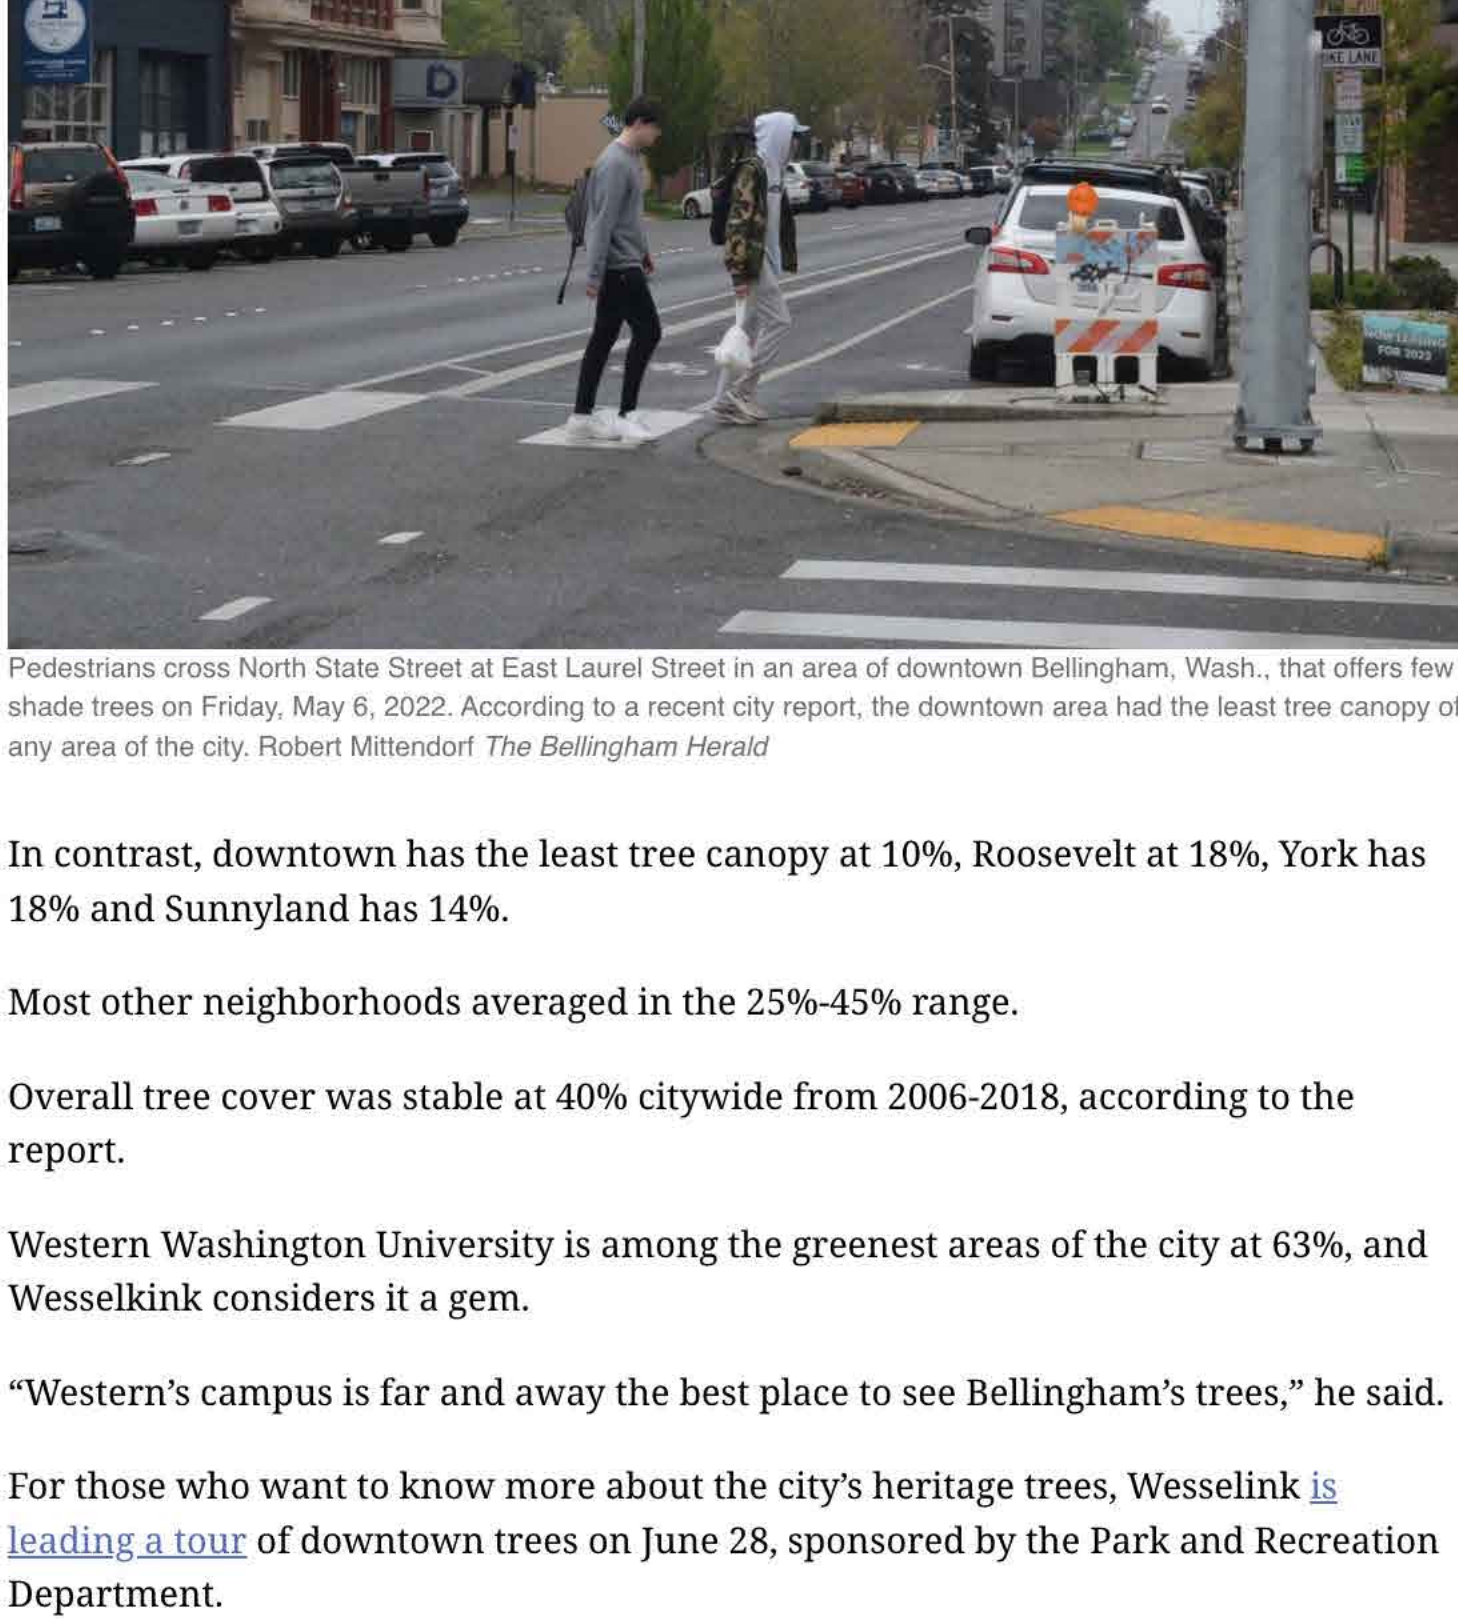 D
BIKE LANE
NOW LEASING
FOR 2022
Pedestrians cross North State Street at East Laurel Street in an area of downtown Bellingham, Wash., that offers few
shade trees on Friday, May 6, 2022. According to a recent city report, the downtown area had the least tree canopy of
any area of the city. Robert Mittendorf The Bellingham Herald
In contrast, downtown has the least tree canopy at 10%, Roosevelt at 18%, York has
18% and Sunnyland has 14%.
Most other neighborhoods averaged in the 25%-45% range.
Overall tree cover was stable at 40% citywide from 2006-2018, according to the
report.
Western Washington University is among the greenest areas of the city at 63%, and
Wesselkink considers it a gem.
“Western’s campus is far and away the best place to see Bellingham’s trees,” he said.
For those who want to know more about the city’s heritage trees, Wesselink is
leading a tour of downtown trees on June 28, sponsored by the Park and Recreation
Department.